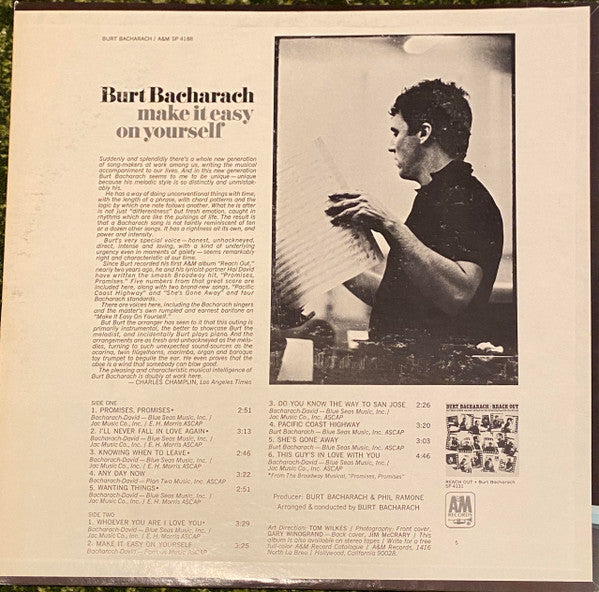 BURT BACHARACH / A&M SP 4188
Burt Bacharach
make it easy
on yourself
Suddenly and splendidly there's a whole new generation
of song-makers at work among us, writing the musical
accompaniment to our lives. And in this new generation
Burt Bacharach seems to me to be unique—unique
because his melodic style is so distinctly and unmistak-
ably his.
He has a way of doing unconventional things with time,
with the length of a phrase, with chord patterns and the
logic by which one note follows another. What he is after
is not just "differentness" but fresh emotion, caught in
rhythms which are like the pulsings of life. The result is
that a Bacharach song is not faintly reminiscent of ten
or a dozen other songs. It has a rightness all its own, and
power and intensity.
Burt's very special voice—honest, unhackneyed,
direct, intense and loving, with a kind of underlying
urgency even in moments of gaiety—seems remarkably
right and characteristic of our time.
Since Burt recorded his first A&M album "Reach Out,"
nearly two years ago, he and his lyricist partner Hal David
have written the smash Broadway hit, "Promises,
Promises." Five numbers from that great score are
included here, along with two brand-new songs, "Pacific
Coast Highway" and "She's Gone Away" and four
Bacharach standards.
There are voices here, including the Bacharach singers
and the master's own rumpled and earnest baritone on
"Make It Easy On Yourself."
But Burt the arranger has seen to it that this outing is
primarily instrumental, the better to showcase Burt the
melodist, and incidentally Burt plays piano. And the
arrangements are as fresh and unhackneyed as the melo-
dies, turning to such unexpected sound-sources as the
ocarina, twin flügelhorns, marimba, organ and baroque
toy trumpet to beguile the ear. He even proves that the
oboe is a wind that somebody can blow good.
The pleasing and characteristic musical intelligence of
Burt Bacharach is doubly at work here.
— CHARLES CHAMPLIN, Los Angeles Times
SIDE ONE
1. PROMISES, PROMISES• 2:51
Bacharach-David — Blue Seas Music, Inc. /
Jac Music Co., Inc. / E. H. Morris ASCAP
2. I'LL NEVER FALL IN LOVE AGAIN• 3:13
Bacharach-David — Blue Seas Music, Inc. /
Jac Music Co., Inc. / E. H. Morris ASCAP
3. KNOWING WHEN TO LEAVE• 2:46
Bacharach-David — Blue Seas Music, Inc. /
Jac Music Co., Inc. / E. H. Morris ASCAP
4. ANY DAY NOW 3:22
Bacharach-David — Plan Two Music, Inc. ASCAP
5. WANTING THINGS• 2:51
Bacharach-David — Blue Seas Music, Inc. /
Jac Music Co., Inc. / E. H. Morris ASCAP
SIDE TWO
1. WHOEVER YOU ARE I LOVE YOU• 3:29
Bacharach-David — Blue Seas Music, Inc. /
Jac Music Co., Inc. / E. H. Morris ASCAP
2. MAKE IT EASY ON YOURSELF 3:25
Bacharach-David — Famous Music ASCAP
3. DO YOU KNOW THE WAY TO SAN JOSE 2:26
Bacharach-David — Blue Seas Music, Inc. /
Jac Music Co., Inc. ASCAP
4. PACIFIC COAST HIGHWAY 3:20
Burt Bacharach — Blue Seas Music, Inc. ASCAP
5. SHE'S GONE AWAY 3:03
Burt Bacharach — Blue Seas Music, Inc. ASCAP
6. THIS GUY'S IN LOVE WITH YOU 4:46
Bacharach-David — Blue Seas Music, Inc. /
Jac Music Co., Inc. ASCAP
•From The Broadway Musical, "Promises, Promises"
Producer: BURT BACHARACH & PHIL RAMONE
Arranged & conducted by BURT BACHARACH
Art Direction: TOM WILKES / Photography: Front cover,
GARY WINOGRAND — Back cover, JIM McCRARY / This
album is also available on stereo tapes / Write for a free
full-color A&M Record Catalogue / A&M Records, 1416
North La Brea / Hollywood, California 90028.
BURT BACHARACH : REACH OUT
REACH OUT • Burt Bacharach
SP 4131
A&M
RECORDS
5